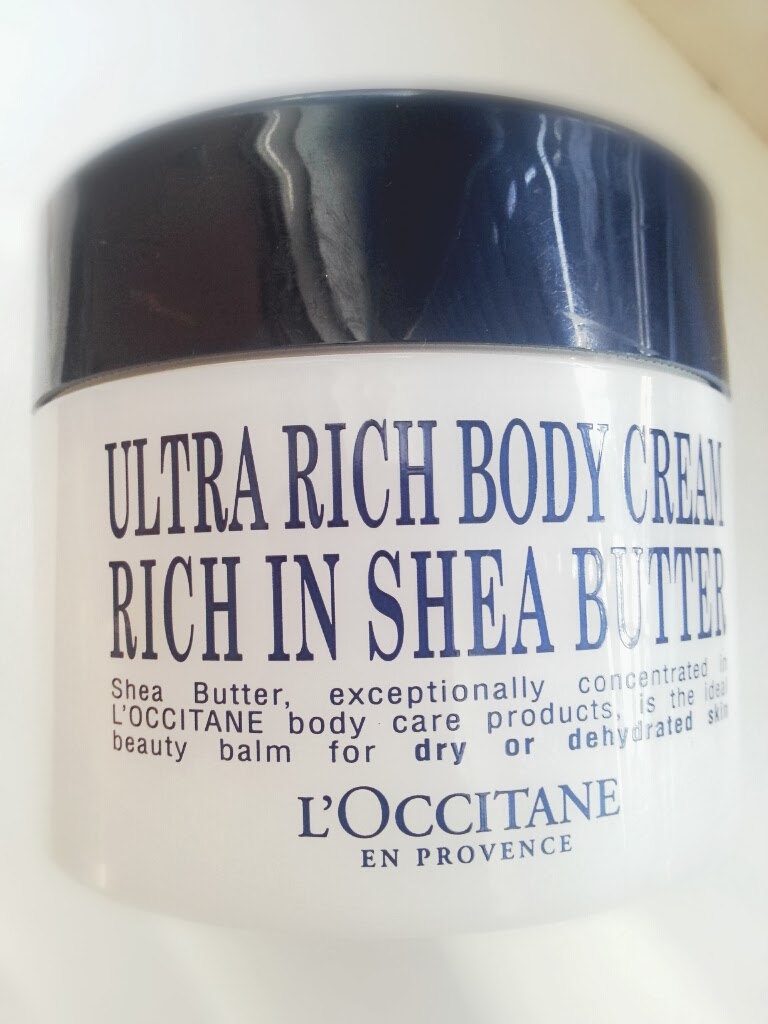 ULTRA RICH BODY CREAM
RICH IN SHEA BUTTER
Shea Butter, exceptionally concentrated in
L'OCCITANE body care products, is the ideal
beauty balm for dry or dehydrated skin
L'OCCITANE
EN PROVENCE